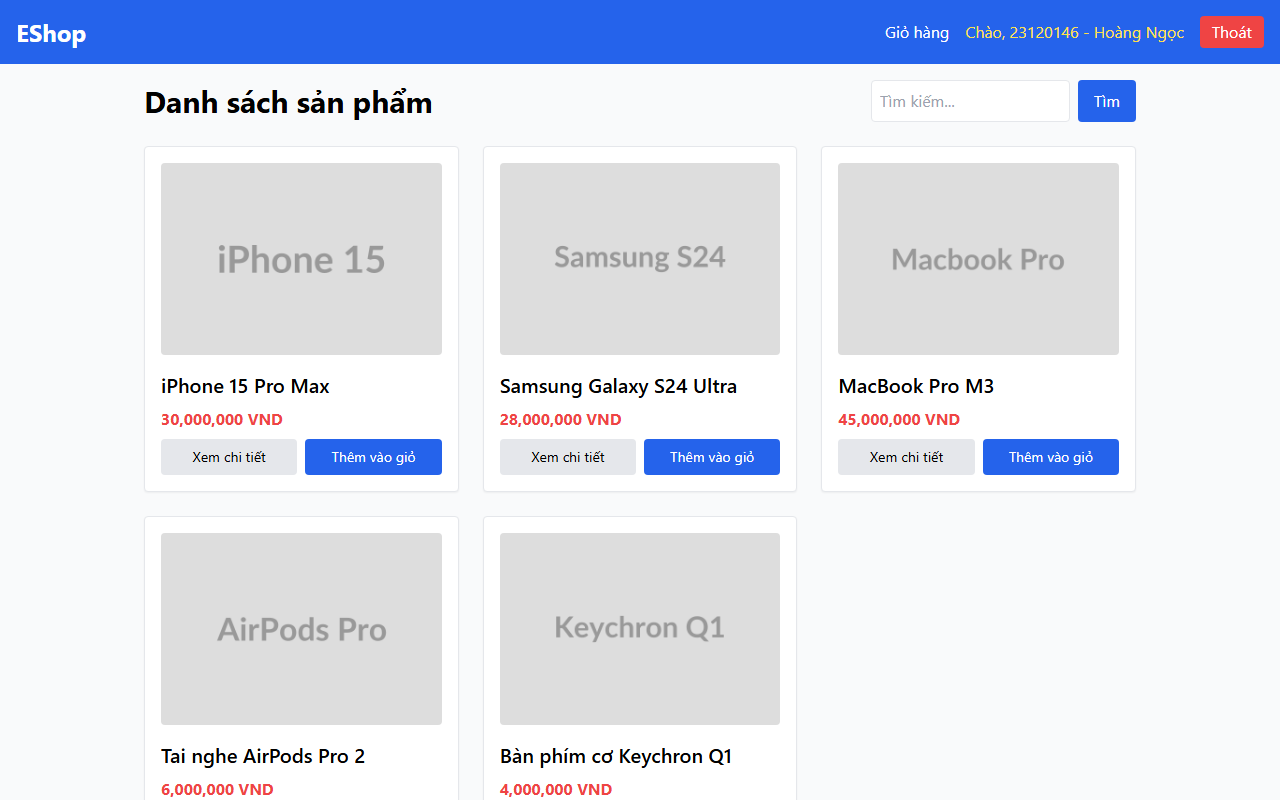 EShop
Giỏ hàng
Chào, 23120146 - Hoàng Ngọc
Thoát
Danh sách sản phẩm
Tìm kiếm...
Tìm
iPhone 15
Samsung S24
Macbook Pro
iPhone 15 Pro Max
Samsung Galaxy S24 Ultra
MacBook Pro M3
30,000,000 VND
28,000,000 VND
45,000,000 VND
Xem chi tiết
Thêm vào giỏ
Xem chi tiết
Thêm vào giỏ
Xem chi tiết
Thêm vào giỏ
AirPods Pro
Keychron Q1
Tai nghe AirPods Pro 2
Bàn phím cơ Keychron Q1
6,000,000 VND
4,000,000 VND